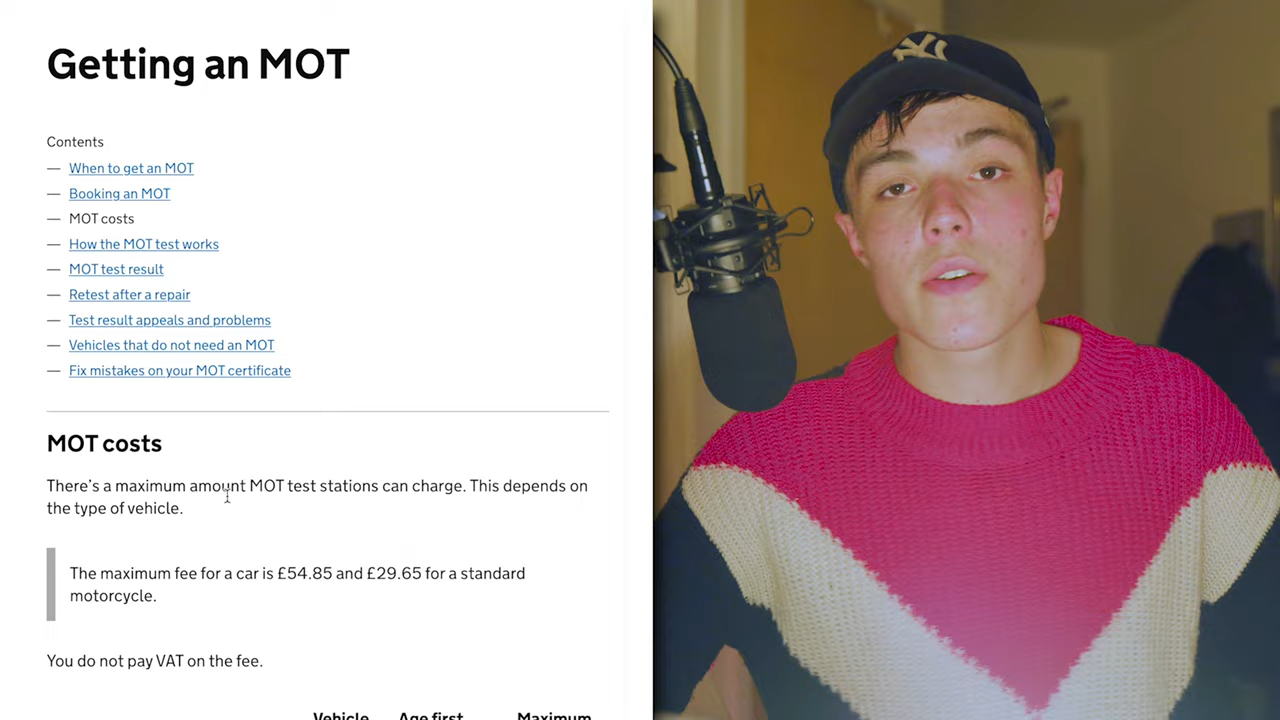 Getting an MOT
Contents
— When to get an MOT
— Booking an MOT
— MOT costs
— How the MOT test works
— MOT test result
— Retest after a repair
— Test result appeals and problems
— Vehicles that do not need an MOT
— Fix mistakes on your MOT certificate
MOT costs
There's a maximum amount MOT test stations can charge. This depends on
the type of vehicle.
The maximum fee for a car is £54.85 and £29.65 for a standard
motorcycle.
You do not pay VAT on the fee.
Vehicle Age first Maximum
NY